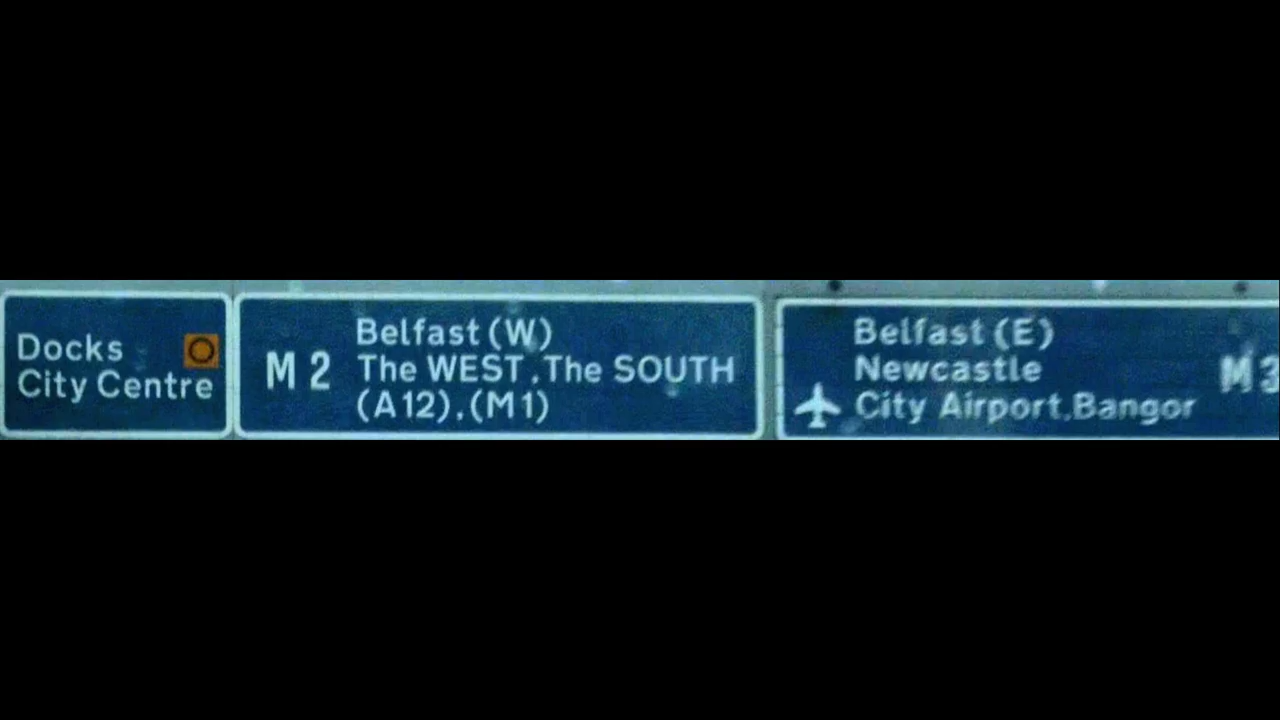 Docks
City Centre
M 2
Belfast (W)
The WEST, The SOUTH
(A12), (M1)
Belfast (E)
Newcastle
City Airport, Bangor
M3